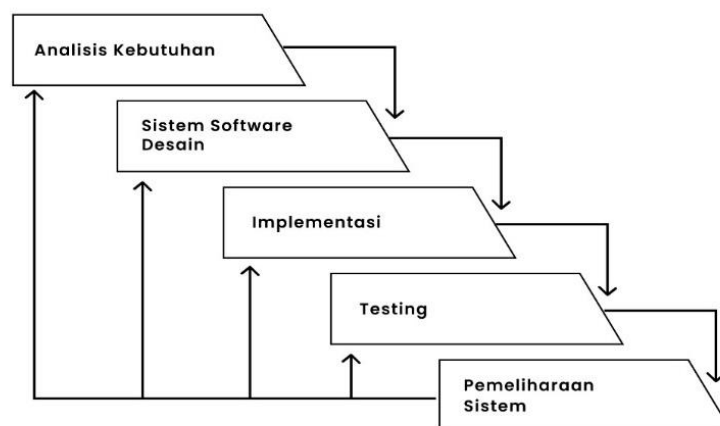 Analisis Kebutuhan
Sistem Software
Desain
Implementasi
Testing
Pemeliharaan
Sistem